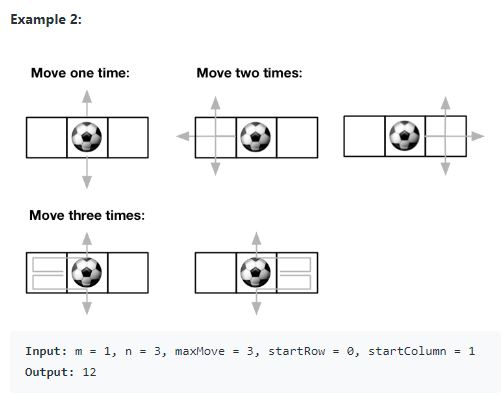 Example 2:
Move one time:
Move two times:
Move three times:
Input: m = 1, n = 3, maxMove = 3, startRow = 0, startColumn = 1
Output: 12